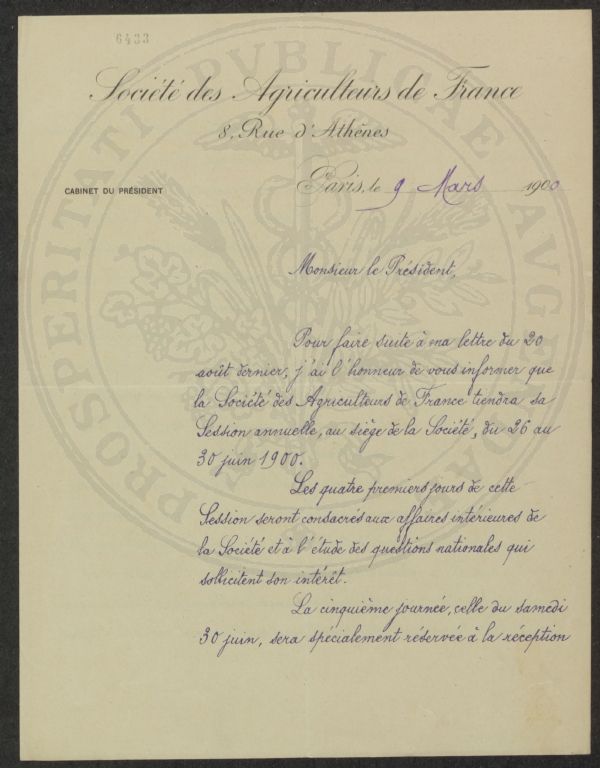 6433
Société des Agriculteurs de France
8, Rue d'Athènes
Paris, le 9 Mars 1900
CABINET DU PRÉSIDENT
Monsieur le Président,
Pour faire suite à ma lettre du 20
août dernier, j'ai l'honneur de vous informer que
la Société des Agriculteurs de France tiendra sa
Session annuelle, au siège de la Société, du 26 au
30 juin 1900.
Les quatre premiers jours de cette
Session seront consacrés aux affaires intérieures de
la Société et à l'étude des questions nationales qui
sollicitent son intérêt.
La cinquième journée, celle du samedi
30 juin, sera spécialement réservée à la réception
PROSPERITATI PVBLICAE AVGENDA